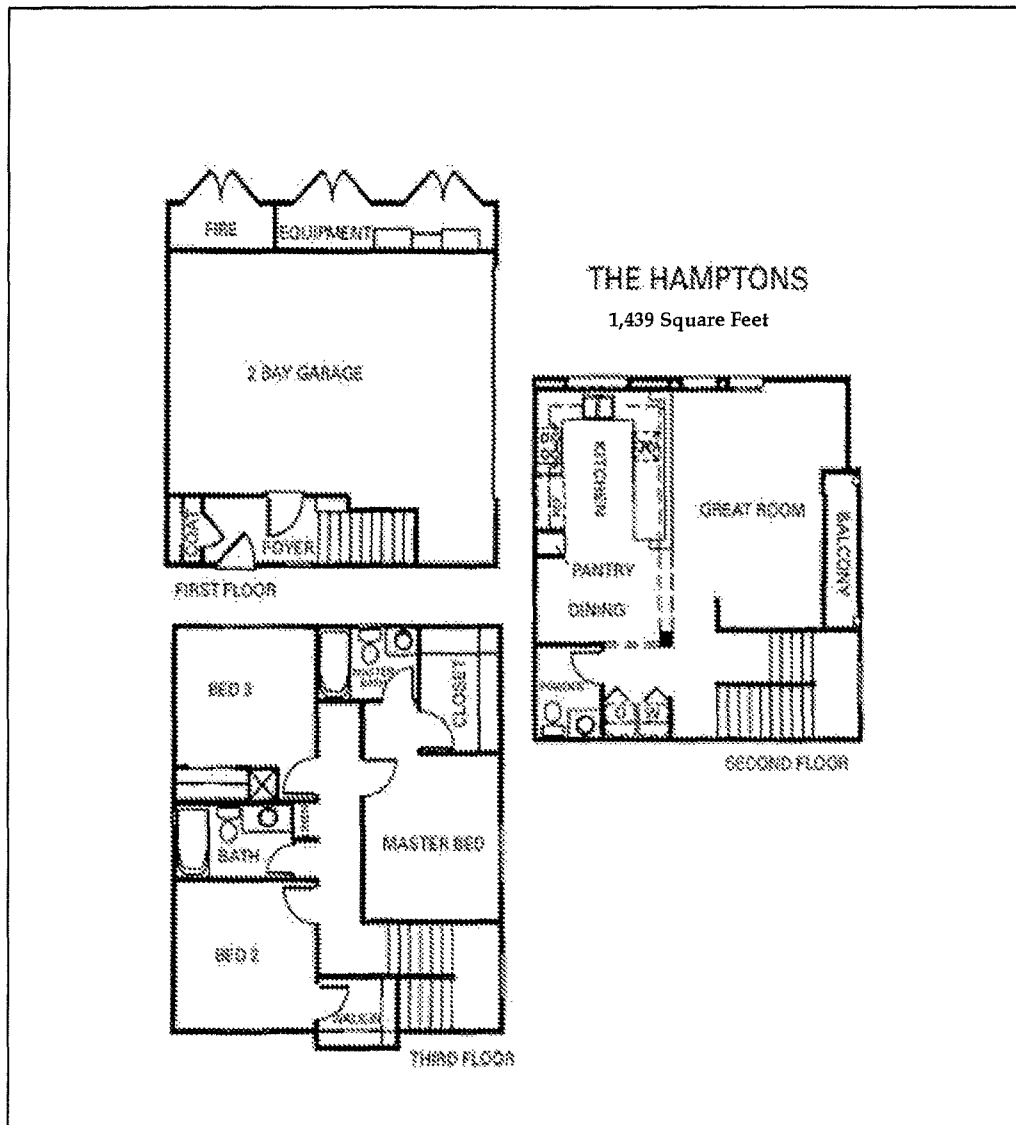 FIRE
EQUIPMENT
2 BAY GARAGE
COAT
FOYER
FIRST FLOOR
THE HAMPTONS
1,439 Square Feet
KITCHEN
REF
GREAT ROOM
BALCONY
PANTRY
DINING
D
W
SECOND FLOOR
BED 3
CLOSET
MASTER BED
BATH
BED 2
THIRD FLOOR